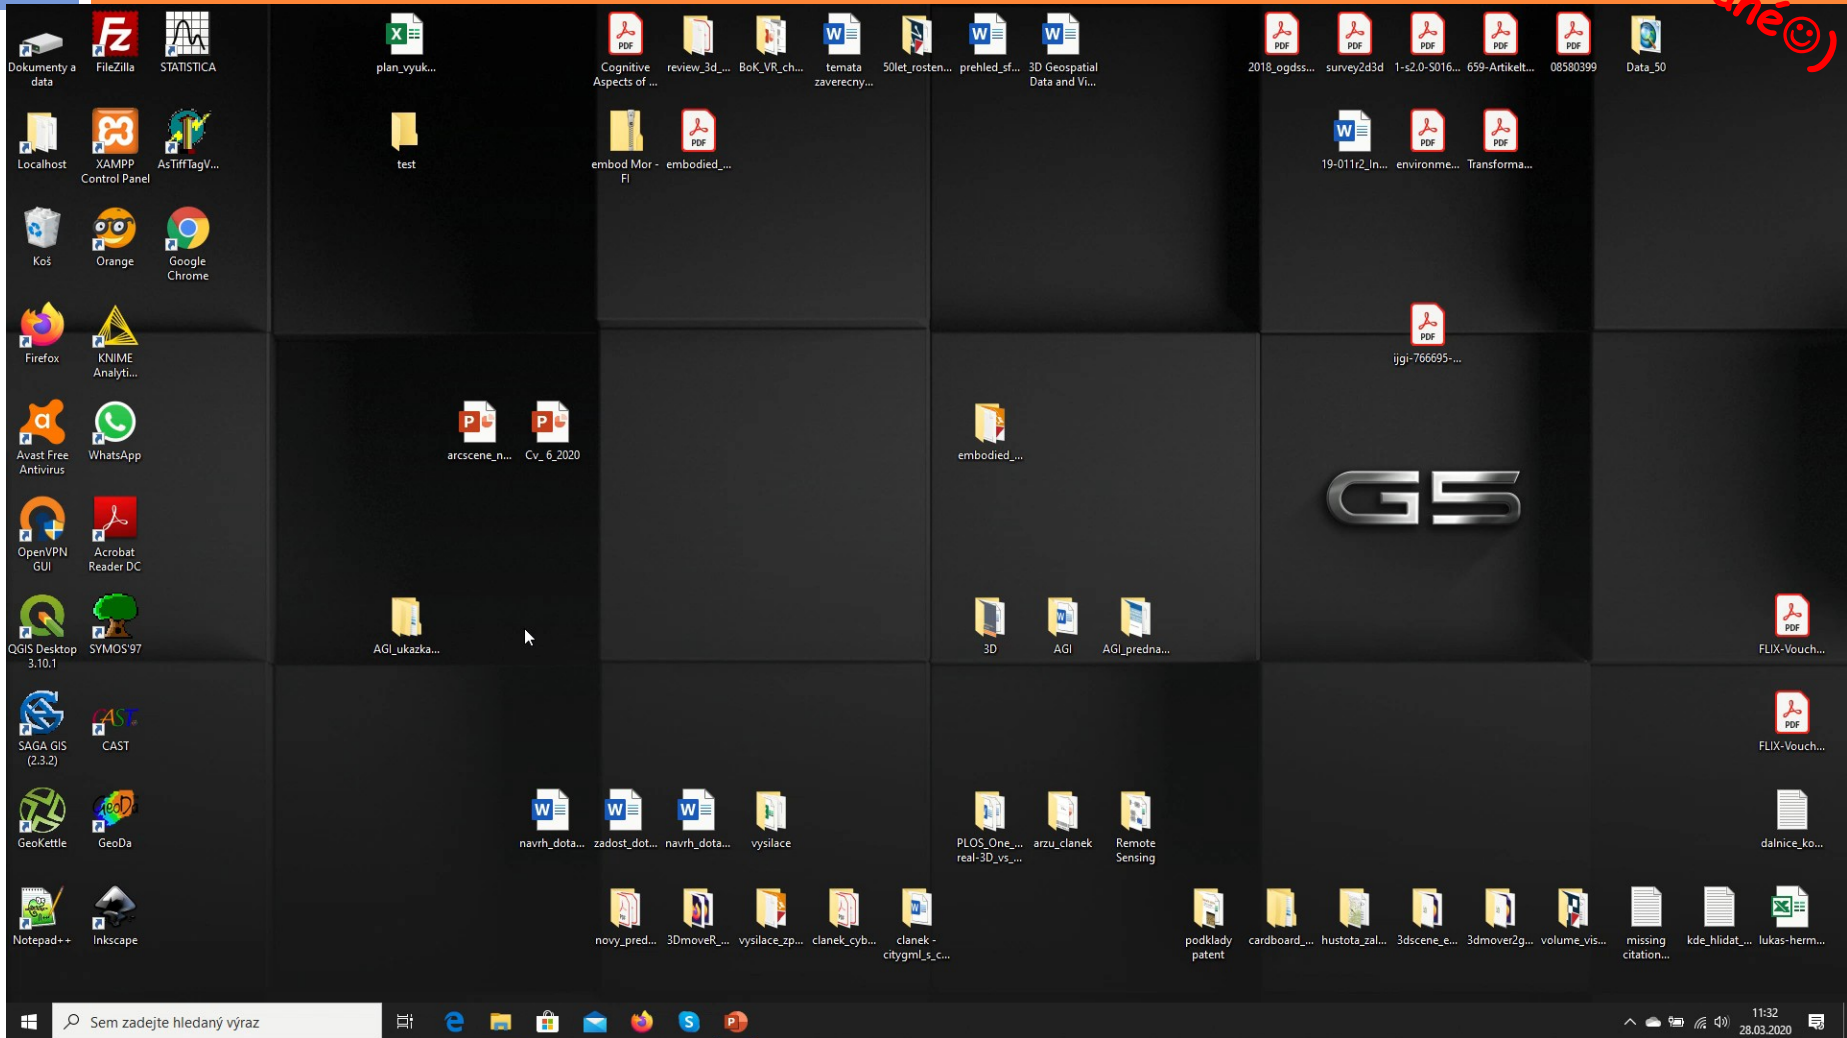 Dokumenty a
data
FileZilla
STATISTICA
plan_vyuk...
Cognitive
Aspects of ...
review_3d_...
BoK_VR_ch...
temata
zaverecny...
50let_rosten...
prehled_sf...
3D Geospatial
Data and Vi...
2018_ogdss...
survey2d3d
1-s2.0-S016...
659-Artikelt...
08580399
Data_50
Localhost
XAMPP
Control Panel
AsTiffTagV...
test
embod Mor -
FI
embodied_...
19-011r2_In...
environme...
Transforma...
Koš
Orange
Google
Chrome
Firefox
KNIME
Analyti...
ijgi-766695-...
Avast Free
Antivirus
WhatsApp
arcscene_n...
Cv_ 6_2020
embodied_...
G5
OpenVPN
GUI
Acrobat
Reader DC
QGIS Desktop
3.10.1
SYMOS'97
AGI_ukazka...
3D
AGI
AGI_predna...
FLIX-Vouch...
SAGA GIS
(2.3.2)
CAST
FLIX-Vouch...
GeoKettle
GeoDa
navrh_dota...
zadost_dot...
navrh_dota...
vysilace
PLOS_One_...
real-3D_vs_...
arzu_clanek
Remote
Sensing
dalnice_ko...
Notepad++
Inkscape
novy_pred...
3DmoveR_...
vysilace_zp...
clanek_cyb...
clanek -
citygml_s_c...
podklady
patent
cardboard_...
hustota_zal...
3dscene_e...
3dmover2g...
volume_vis...
missing
citation...
kde_hlidat_...
lukas-herm...
Sem zadejte hledaný výraz
11:32
28.03.2020